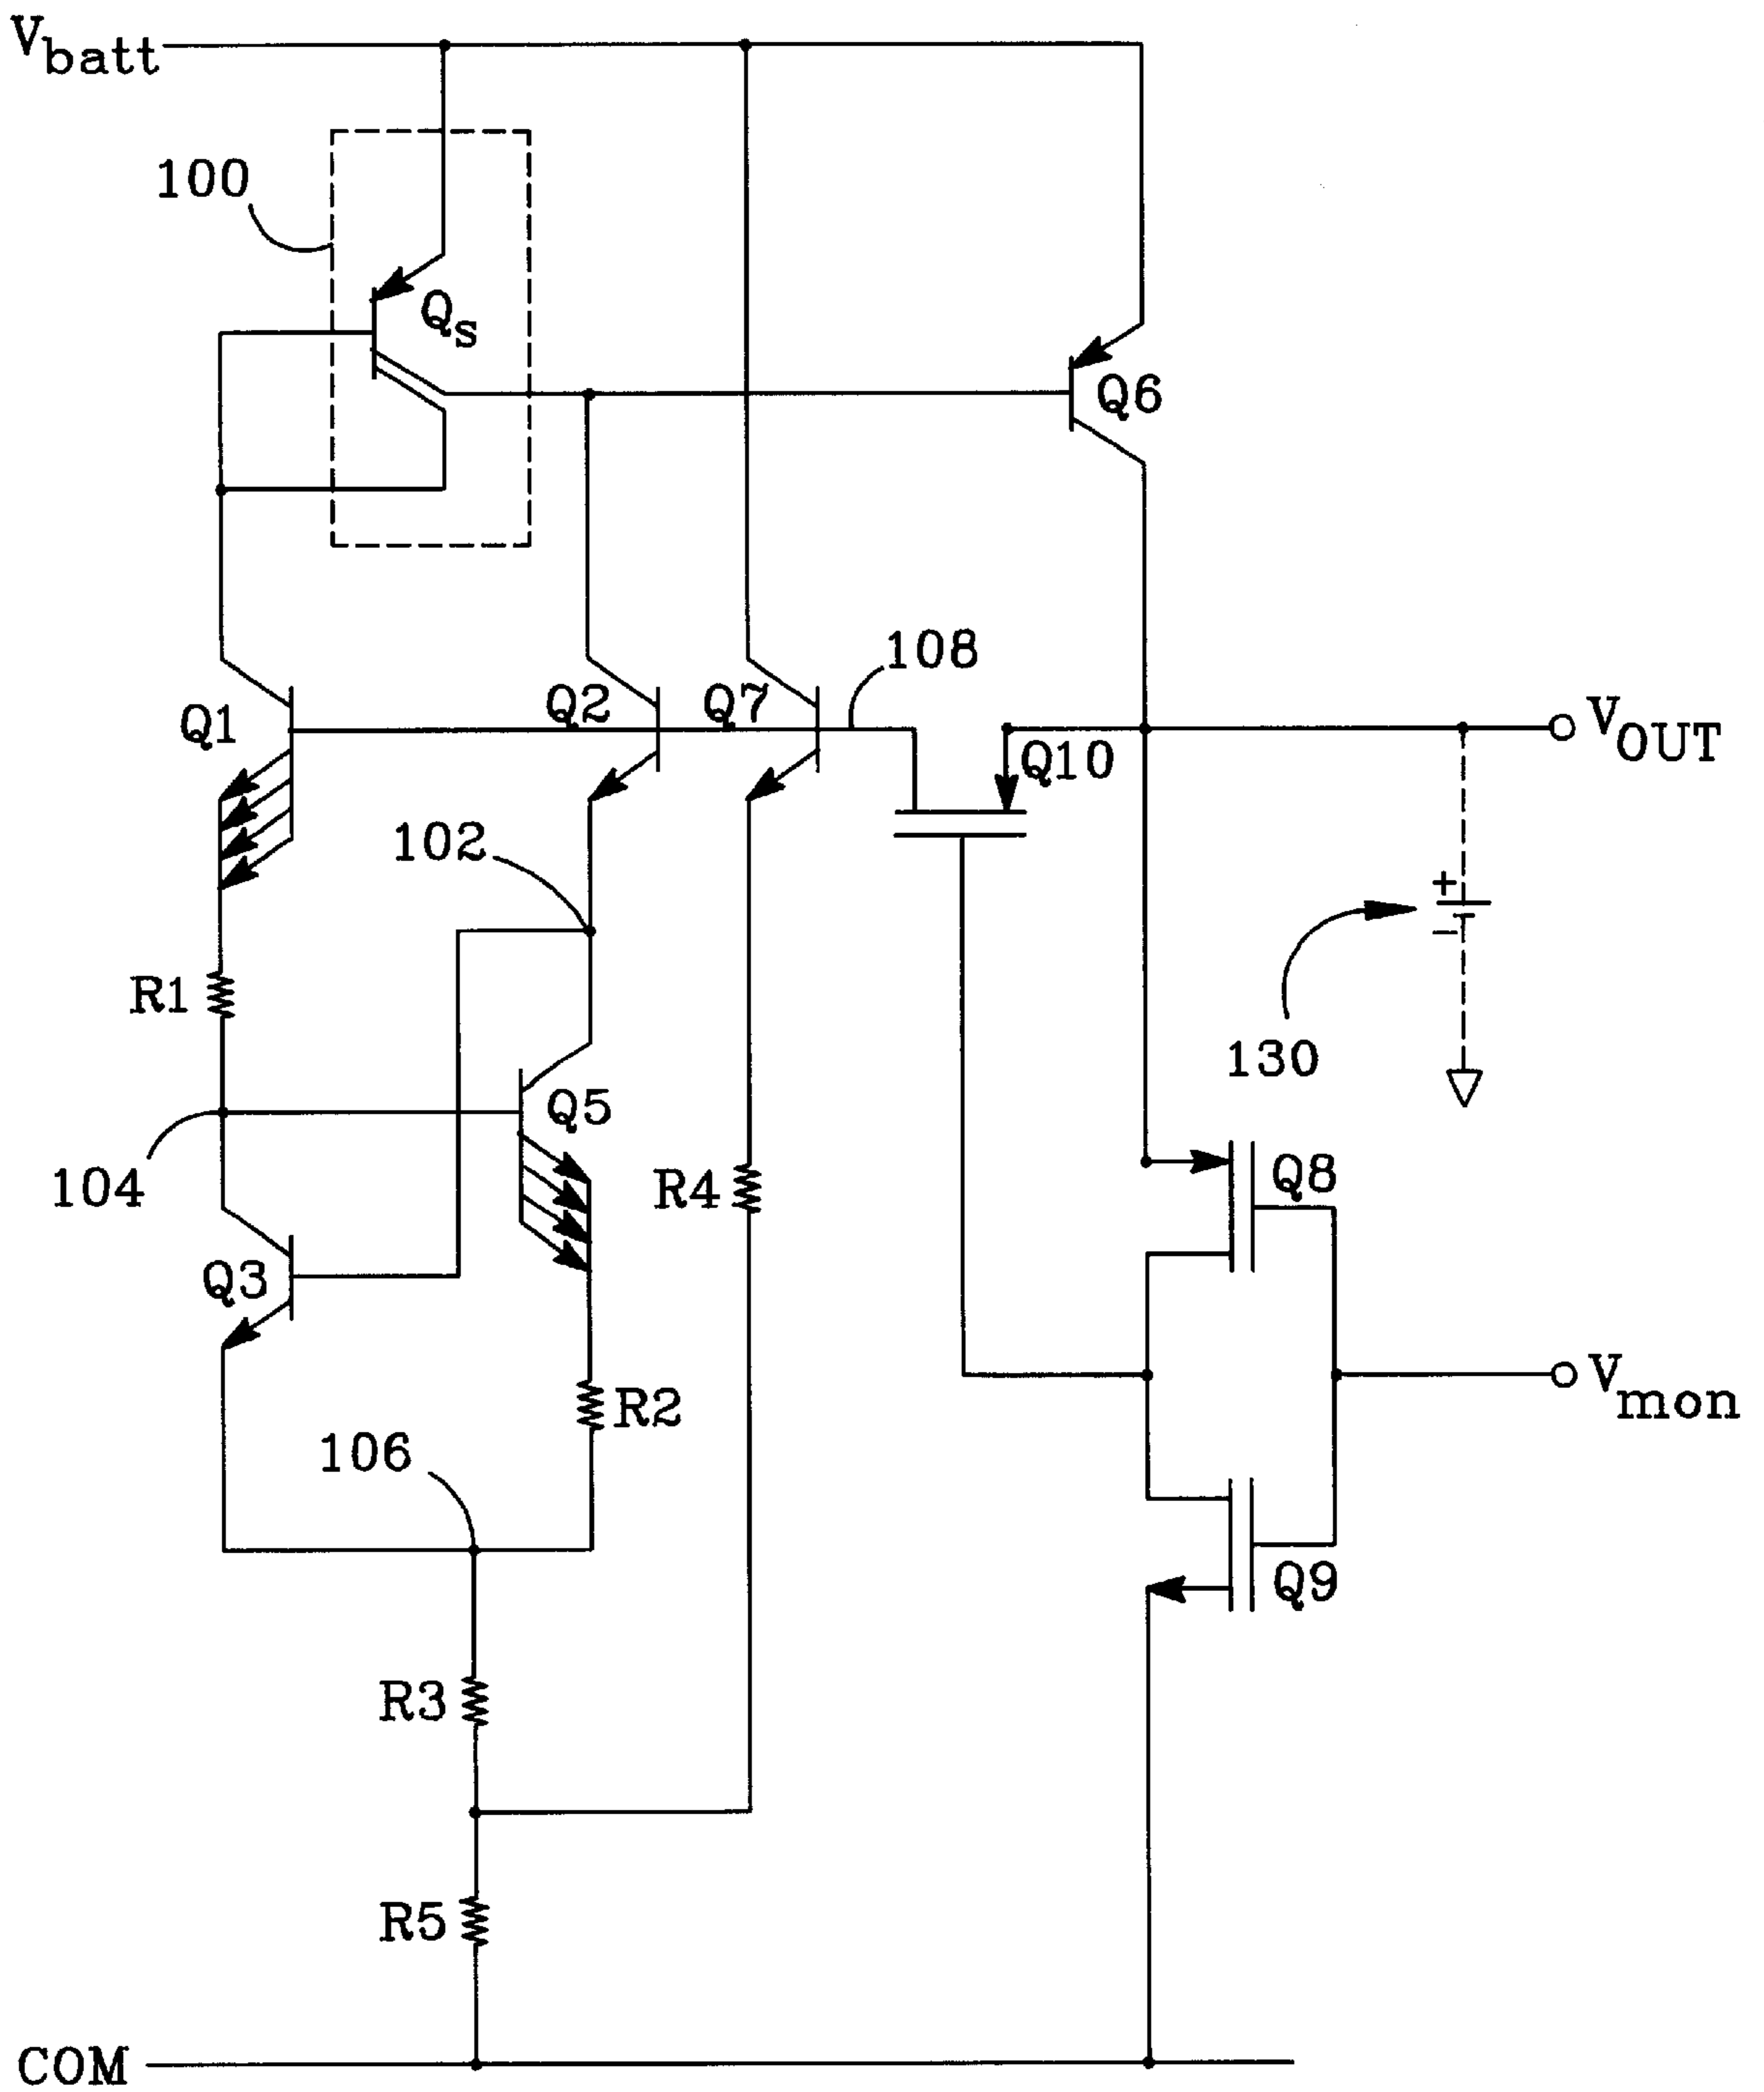 Vbatt
100
Qs
Q6
108
Q1
Q2
Q7
Q10
VOUT
102
+
R1
−
130
Q5
104
R4
Q8
Q3
R2
Vmon
106
Q9
R3
R5
COM